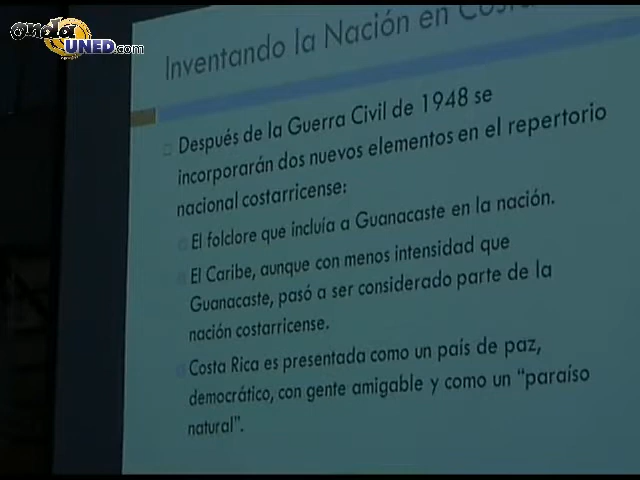 onda
UNED.com
Inventando la Nación en Costa
Después de la Guerra Civil de 1948 se
incorporarán dos nuevos elementos en el repertorio
nacional costarricense:
El folclore que incluía a Guanacaste en la nación.
El Caribe, aunque con menos intensidad que
Guanacaste, pasó a ser considerado parte de la
nación costarricense.
Costa Rica es presentada como un país de paz,
democrático, con gente amigable y como un “paraíso
natural”.